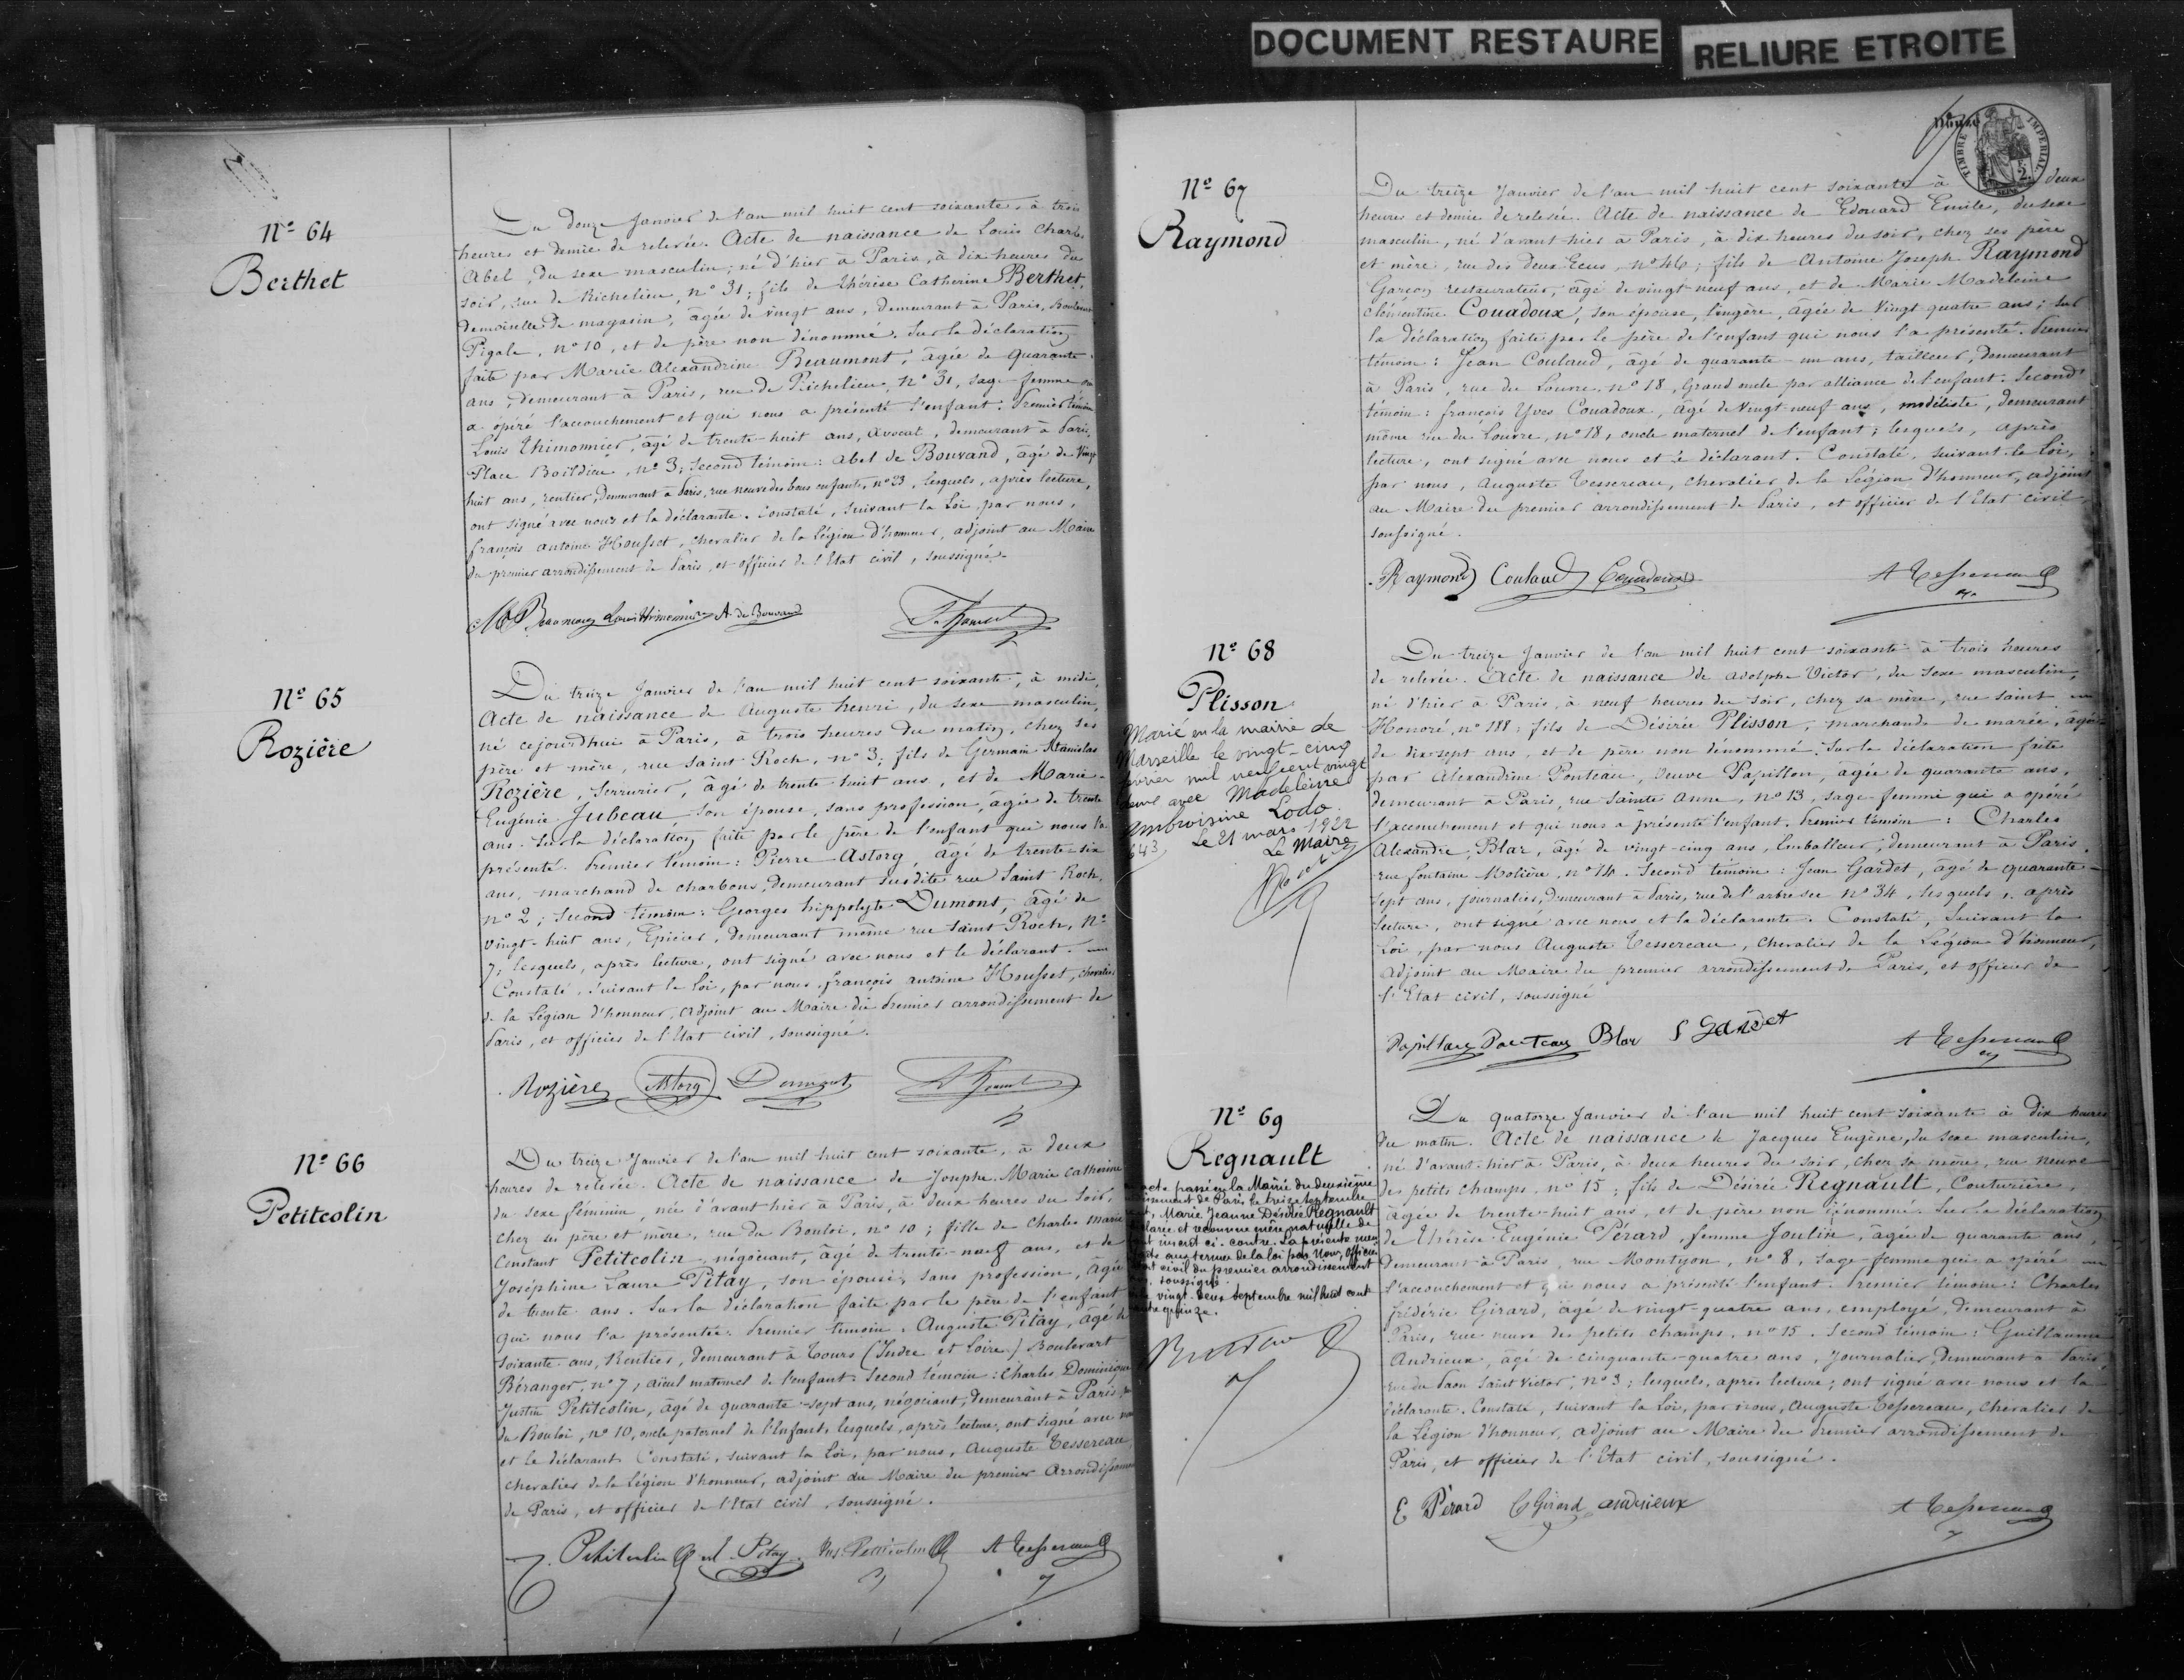 DOCUMENT RESTAURE
RELIURE ETROITE
Nº 64
Berthet
Du douze Janvier de l'an mil huit cent soixante, à trois
heures et demie de relevée. Acte de naissance de Louis Charles
Abel, du sexe masculin, né d'hier à Paris, à dix heures du
soir, rue de Richelieu, nº 31; fils de Thérèse Catherine Berthet,
Demoiselle de magasin, âgée de vingt ans, demeurant à Paris, Boulevart
Pigale, nº 10, et de père non dénommé. Sur la déclaration
faite par Marie Alexandrine Beaumont, âgée de quarante
ans, demeurant à Paris, rue de Richelieu, nº 31, sage-femme qui
a opéré l'accouchement et qui nous a présenté l'enfant. Premier témoin
Louis Thimonnier, âgé de trente-huit ans, avocat, demeurant à Paris,
Place Boïldieu, nº 3; Second témoin: Abel de Bouvand, âgé de Vingt
huit ans, rentier, demeurant à Paris, rue neuve des bons enfants, nº 23, lesquels, après lecture,
ont signé avec nous et la déclarante. Constaté, suivant la Loi, par nous,
françois antoine Housset, chevalier de la Légion d'honneur, adjoint au Maire
du premier arrondissement de Paris, et officier de l'Etat civil, soussigné.
A. de Bouvand
Nº 65
Rozière
Du treize Janvier de l'an mil huit cent soixante, à midi,
Acte de naissance de Auguste henri, du sexe masculin,
né cejourdhui à Paris, à trois heures du matin, chez ses
père et mère, rue saint Roch, nº 3; fils de Germain Stanislas
Rozière, Serrurier, âgé de trente-huit ans, et de Marie-
Eugénie Jubeau, son épouse, sans profession, âgée de trente
ans. Sur la déclaration faite par le père de l'enfant qui nous l'a
présenté. Premier témoin: Pierre Astorg, âgé de trente-six
ans, marchand de charbons, demeurant susdite rue Saint Roch,
nº 2; Second témoin: Georges hippolyte Dumont, âgé de
vingt-huit ans, Epicier, demeurant même rue Saint Roch, Nº
7; lesquels, après lecture, ont signé avec nous et le déclarant.
Constaté, suivant la Loi, par nous, françois antoine Housset, chevalier
de la Légion d'honneur, adjoint au Maire du Premier arrondissement de
Paris, et officier de l'Etat civil, soussigné.
Rozière Astorg Dumont
Nº 66
Petitcolin
Du treize Janvier de l'an mil huit cent soixante, à deux
heures de relevée. Acte de naissance de Josephe Marie Catherine
du sexe féminin, née d'avant hier à Paris, à deux heures du Soir,
chez ses père et mère, rue du Bouloi, nº 10; fille de Charles Marie
Constant Petitcolin, négociant, âgé de trente-neuf ans, et de
Joséphine Laure Pitay, son épouse, sans profession, âgée
de trente ans. Sur la déclaration faite par le père de l'enfant
qui nous l'a présentée. Premier témoin: Auguste Pitay, âgé de
soixante ans, Rentier, demeurant à Tours (Indre et Loire) Boulevart
Béranger, nº 7, aïeul maternel de l'enfant. Second témoin: Charles Dominique
Justin Petitcolin, âgé de quarante-sept ans, négociant, demeurant à Paris, rue
du Bouloi, nº 10, oncle paternel de l'Enfant, lesquels, après lecture, ont signé avec nous
et le déclarant. Constaté, suivant la Loi, par nous, Auguste Tessereau,
chevalier de la Légion d'honneur, adjoint au Maire du premier Arrondissement
de Paris, et officier de l'Etat civil, soussigné.
Petitcolin Pitay Petitcolin A Tessereau
TIMBRE IMPERIAL
Nº 67
Raymond
Du treize Janvier de l'an mil huit cent soixante à deux
heures et demie de relevée. Acte de naissance de Edouard Emile, du sexe
masculin, né d'avant hier à Paris, à dix heures du soir, chez ses père
et mère, rue des Deux Ecus, nº 46; fils de Antoine Joseph Raymond
Garçon restaurateur, âgé de vingt-neuf ans, et de Marie Madeleine
clémentine Couadoux, son épouse, lingère, âgée de Vingt quatre ans; sur
la déclaration faite par le père de l'enfant qui nous l'a présenté. Premier
témoin: Jean Coulaud, âgé de quarante-un ans, tailleur, demeurant
à Paris, rue du Louvre, nº 18, grand oncle par alliance de l'enfant. Second
témoin: françois Yves Couadoux, âgé de Vingt-neuf ans, modéliste, demeurant
même rue du Louvre, nº 18, oncle maternel de l'enfant; lesquels, après
lecture, ont signé avec nous et le déclarant. Constaté, suivant la Loi,
par nous, Auguste Tessereau, chevalier de la Légion d'honneur, adjoint
au Maire du premier arrondissement de Paris, et officier de l'Etat civil,
soussigné.
Raymond Coulaud Couadoux A Tessereau
Nº 68
Plisson
Marié en la mairie de
Marseille le vingt-cinq
février mil neuf cent vingt
deux avec Madeleine
Ambroisine Lodo.
Le 21 mars 1922
643 Le Maire
Du treize Janvier de l'an mil huit cent soixante à trois heures
de relevée. Acte de naissance de adolphe Victor, du sexe masculin,
né d'hier à Paris, à neuf heures du Soir, chez sa mère, rue saint
Honoré, nº 118; fils de Désirée Plisson, marchande de marée, âgée
de dix-sept ans, et de père non dénommé. Sur la déclaration faite
par Alexandrine Ponteau, veuve Papillon, âgée de quarante ans,
demeurant à Paris, rue Sainte Anne, nº 13, sage-femme qui a opéré
l'accouchement et qui nous a présenté l'enfant. Premier témoin: Charles
Alexandre Blar, âgé de vingt-cinq ans, Emballeur, demeurant à Paris,
rue fontaine Molière, nº 14. Second témoin: Jean Gardet, âgé de quarante-
sept ans, journalier, demeurant à Paris, rue de l'arbre sec nº 34, lesquels, après
lecture, ont signé avec nous et la déclarante. Constaté, Suivant la
Loi, par nous Auguste Tessereau, chevalier de la Légion d'honneur,
adjoint au Maire du premier arrondissement de Paris, et officier de
l'Etat civil, soussigné
Blar Gardet A Tessereau
Nº 69
Regnault
acte passé en la Mairie du deuxième
de Paris, le treize septembre
Marie Jeanne Désirée Regnault
déclaré et reconnu mère naturelle de
inscrit ci-contre. La présente
aux termes de la loi par Nous, officier
civil du premier arrondissement
soussigné.
vingt-deux septembre mil huit cent
quinze.
Du quatorze Janvier de l'an mil huit cent soixante à dix heures
du matin. Acte de naissance de Jacques Eugène, du sexe masculin,
né d'avant-hier à Paris, à deux heures du soir, chez sa mère, rue neuve
des petits champs, nº 15; fils de Désirée Regnault, Couturière,
âgée de trente-huit ans, et de père non dénommé. Sur la déclaration
de Thérèse Eugénie Pérard, femme Joulin, âgée de quarante ans,
demeurant à Paris, rue Montyon, nº 8, sage-femme qui a opéré
l'accouchement et qui nous a présenté l'enfant. Premier témoin: Charles
frédéric Girard, âgé de vingt-quatre ans, employé, demeurant à
Paris, rue neuve des petits champs, nº 15. Second témoin: Guillaume
Andrieux, âgé de cinquante-quatre ans, Journalier, demeurant à Paris,
rue du Paon Saint Victor, nº 3; lesquels, après lecture, ont signé avec nous et la
déclarante. Constaté, suivant la Loi, par nous, Auguste Tessereau, chevalier de
la Légion d'honneur, adjoint au Maire du Premier arrondissement de
Paris, et officier de l'Etat civil, soussigné.
E Pérard Girard andrieux A Tessereau